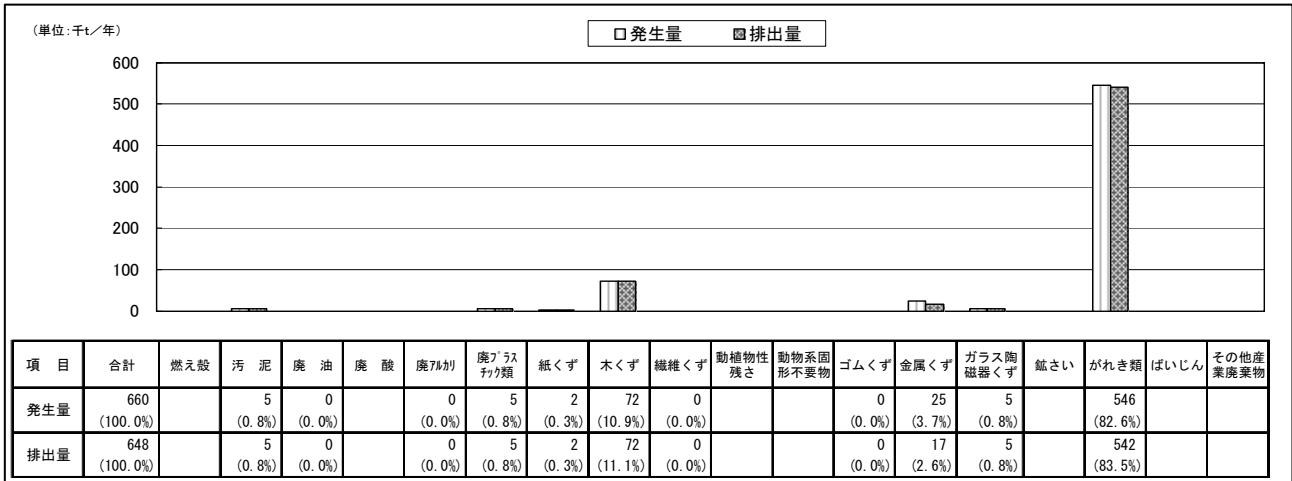 （単位：千t／年）
発生量 排出量
600
500
400
300
200
100
0
項 目 合計 燃え殻 汚 泥 廃 油 廃 酸 廃ｱﾙｶﾘ 廃ﾌﾟﾗｽﾁｯｸ類 紙くず 木くず 繊維くず 動植物性残さ 動物系固形不要物 ゴムくず 金属くず ガラス陶磁器くず 鉱さい がれき類 ばいじん その他産業廃棄物
発生量 660 5 0 0 5 2 72 0 0 25 5 546
(100.0%) (0.8%) (0.0%) (0.0%) (0.8%) (0.3%) (10.9%) (0.0%) (0.0%) (3.7%) (0.8%) (82.6%)
排出量 648 5 0 0 5 2 72 0 0 17 5 542
(100.0%) (0.8%) (0.0%) (0.0%) (0.8%) (0.3%) (11.1%) (0.0%) (0.0%) (2.6%) (0.8%) (83.5%)